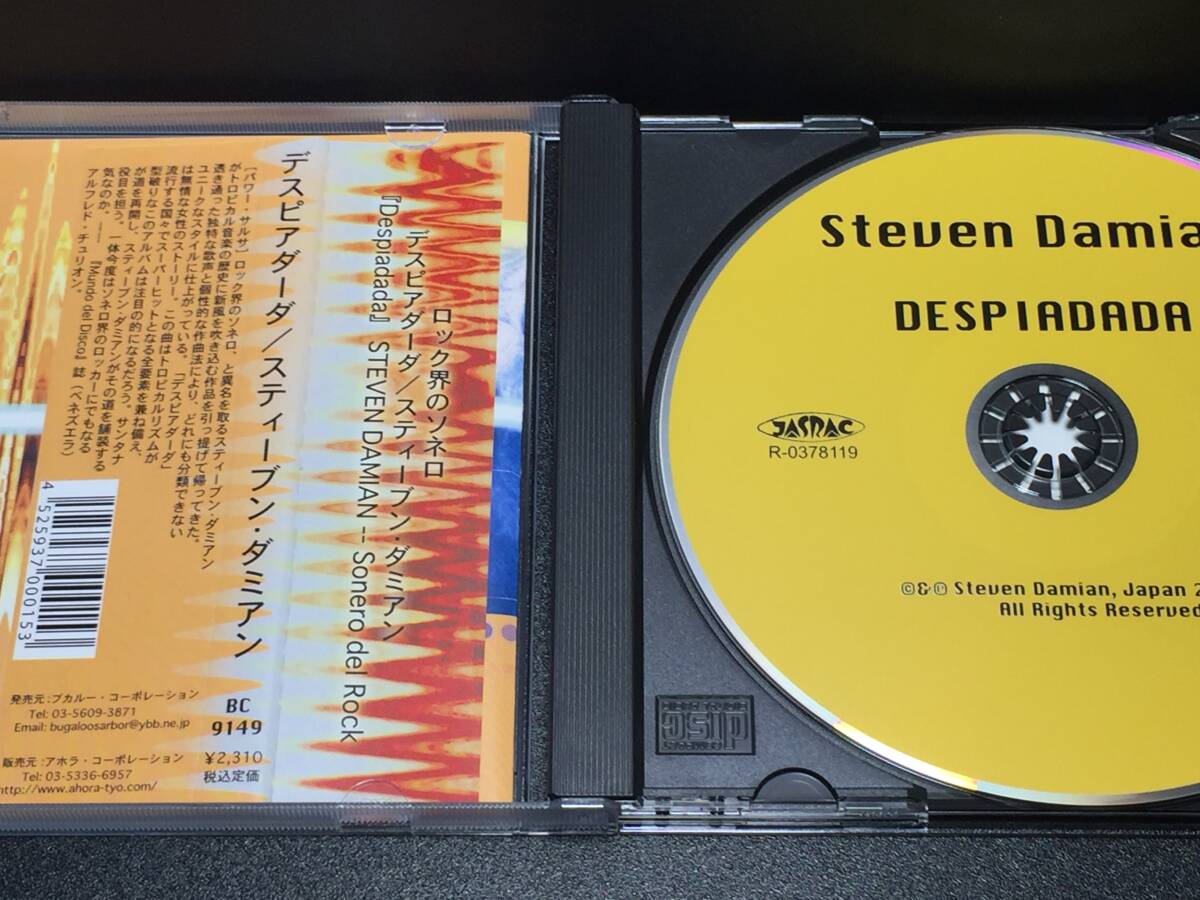 ロック界のソネロ
デスピアダーダ／スティーブン・ダミアン
『Despiadada』 STEVEN DAMIAN -- Sonero del Rock
デスピアダーダ／スティーブン・ダミアン
〔パワー・サルサ〕ロック界のソネロ、と異名を取るスティーブン・ダミアン
がトロピカル音楽の歴史に新風を吹き込む作品を引っ提げて帰ってきた。
透き通った独特な歌声と個性的な作曲法により、どれにも分類できない
ユニークなスタイルに仕上がっている。「デスピアダーダ」
は無情な女性のストーリー。この曲はトロピカルリズムが
流行する国々でスーパーヒットとなる全要素を兼ね備え、
型破りなこのアルバムは注目の的になるだろう。サンタナ
が道を再開し、スティーブン・ダミアンがその道を舗装する
役目を担う。一体今度はソネロ界のロッカーにでもなる
気なのか。――『Mundo del Disco』誌（ベネズエラ）
アルフレド・チュリオン。
4 525937 000153
発売元：ブカルー・コーポレーション
Tel: 03-5609-3871
Email: bugaloosarbor@ybb.ne.jp
販売元：アホラ・コーポレーション
Tel: 03-5336-6957
http://www.ahora-tyo.com/
BC
9149
¥2,310
税込定価
Steven Damia
DESPIADADA
JASRAC
R-0378119
©&℗ Steven Damian, Japan 2
All Rights Reserved